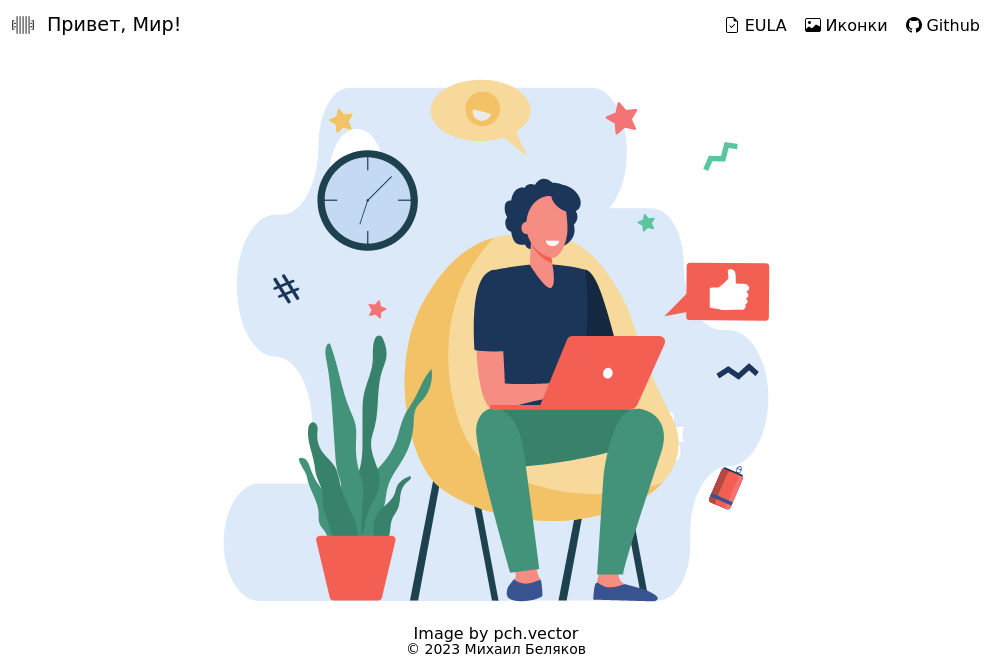 Привет, Мир!
EULA
Иконки
Github
Image by pch.vector
© 2023 Михаил Беляков